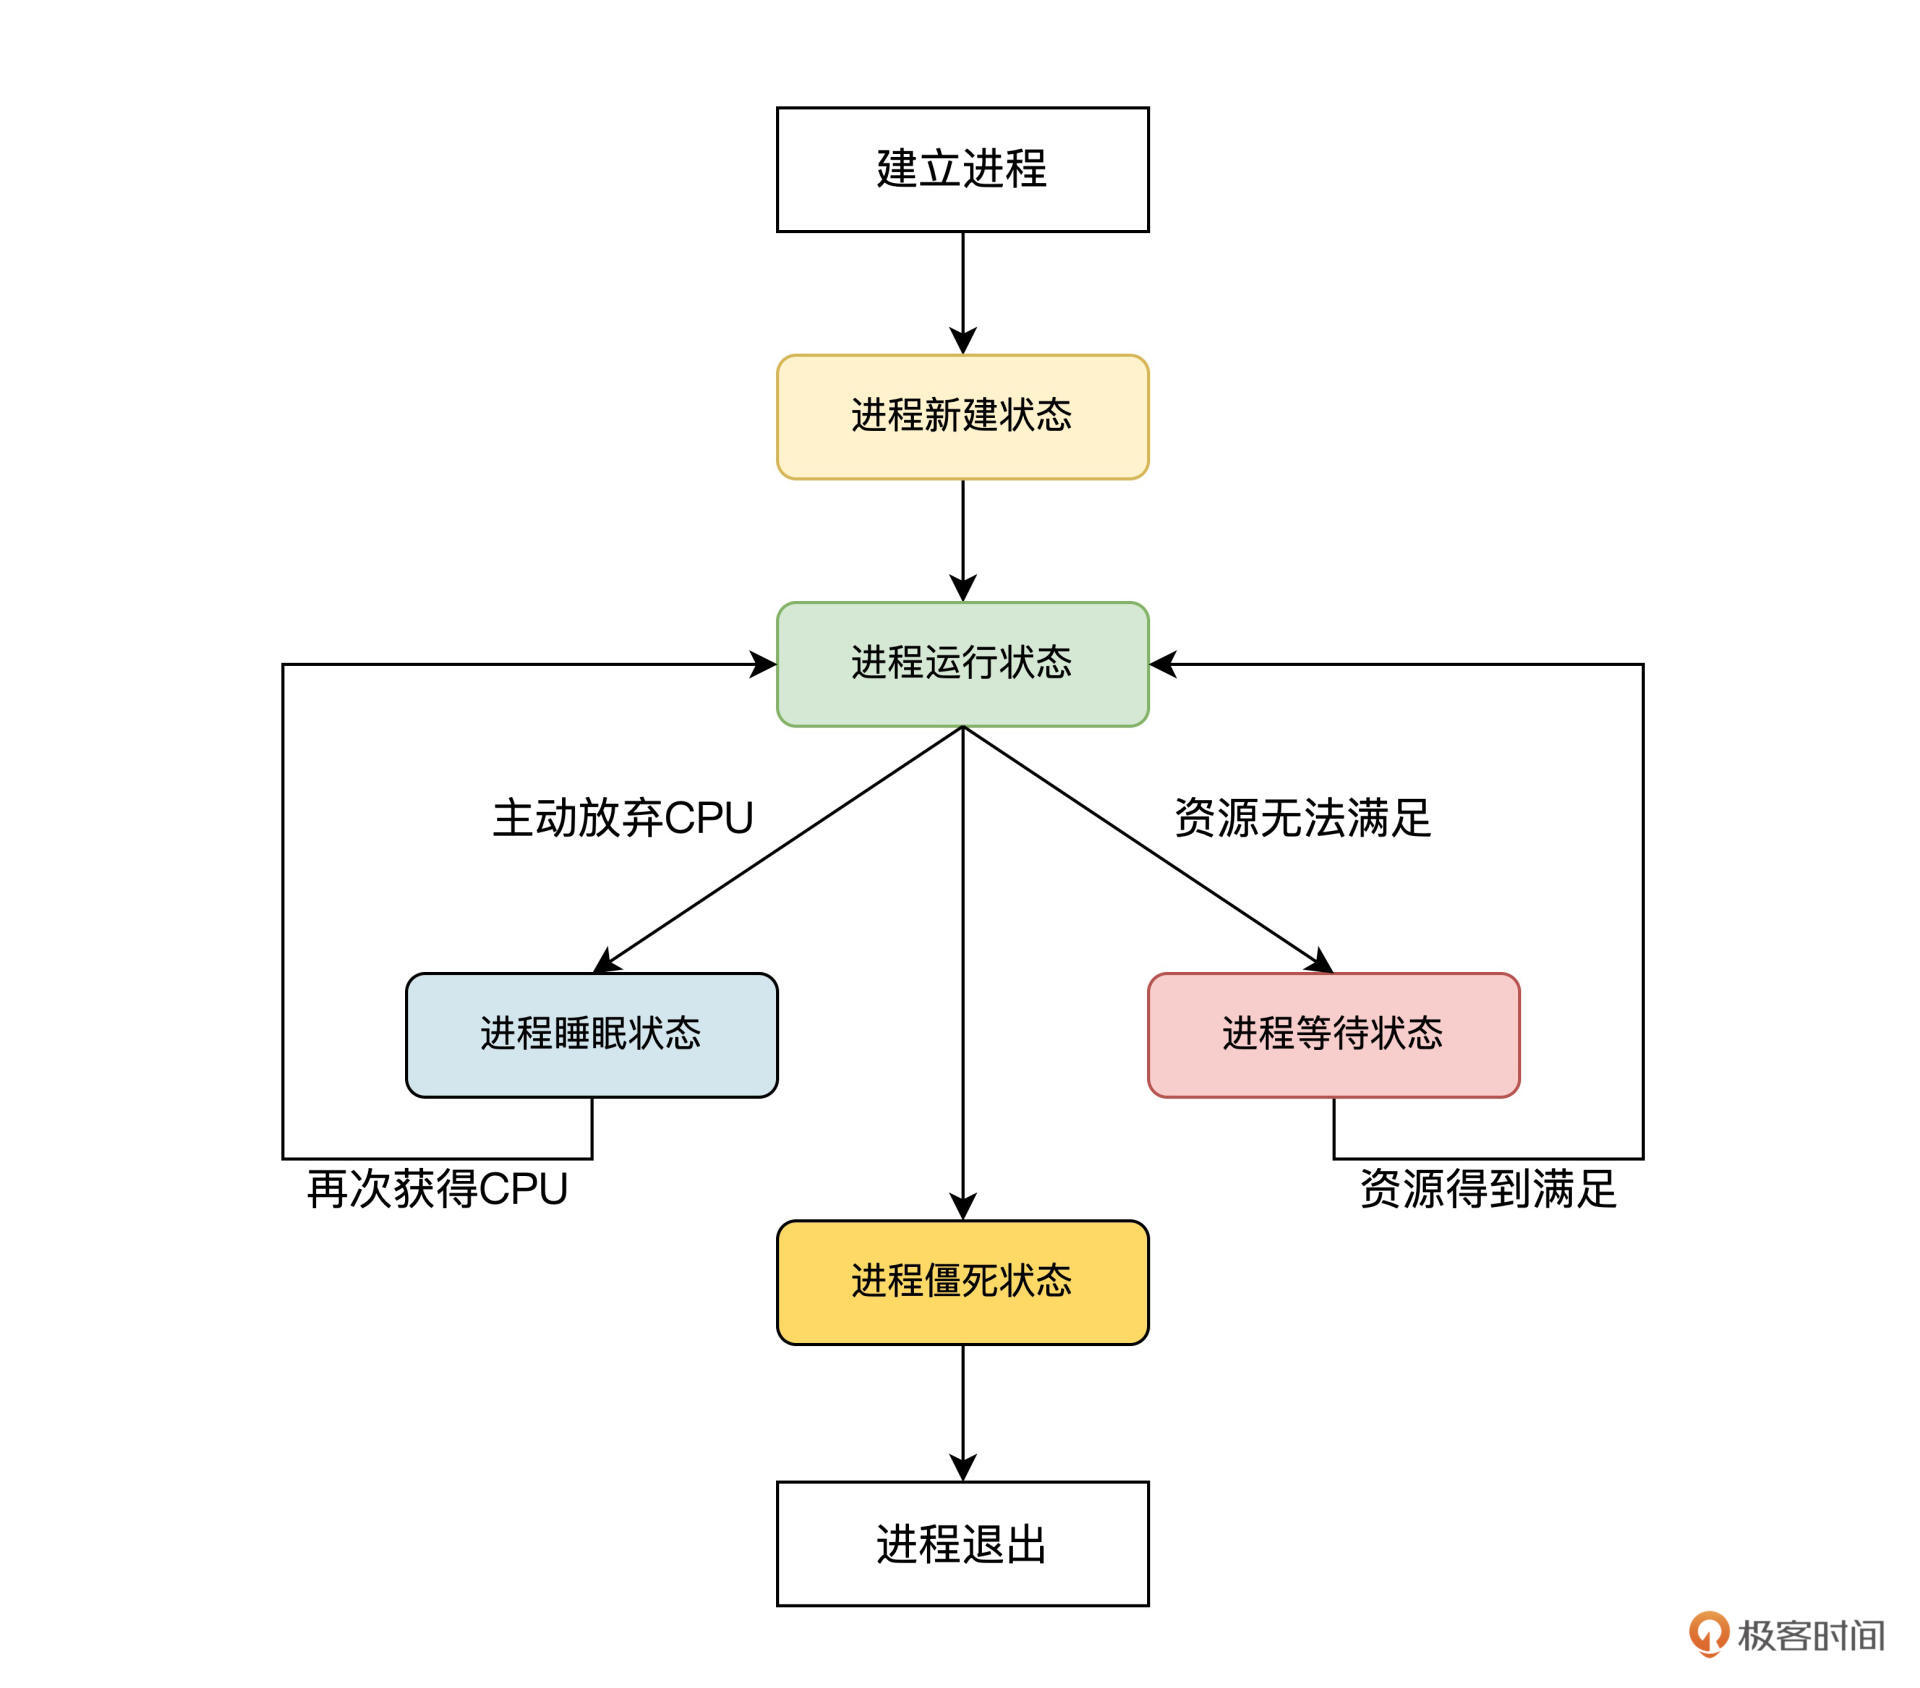 建立进程
进程新建状态
进程运行状态
主动放弃CPU
资源无法满足
进程睡眠状态
进程等待状态
再次获得CPU
资源得到满足
进程僵死状态
进程退出
极客时间